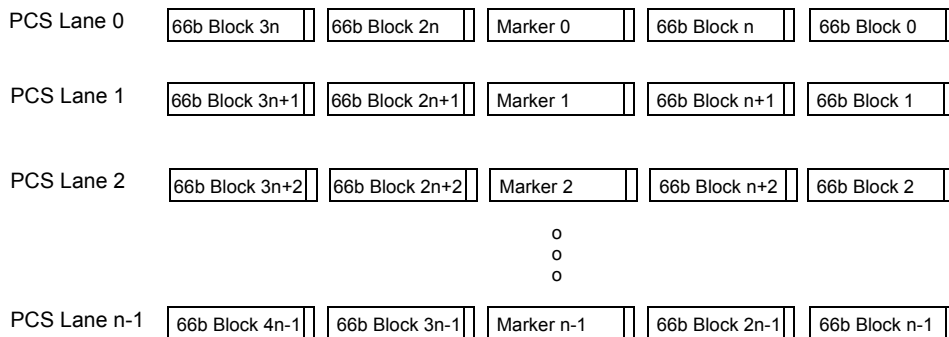 PCS Lane 0 66b Block 3n 66b Block 2n Marker 0 66b Block n 66b Block 0
PCS Lane 1 66b Block 3n+1 66b Block 2n+1 Marker 1 66b Block n+1 66b Block 1
PCS Lane 2 66b Block 3n+2 66b Block 2n+2 Marker 2 66b Block n+2 66b Block 2
o
o
o
PCS Lane n-1 66b Block 4n-1 66b Block 3n-1 Marker n-1 66b Block 2n-1 66b Block n-1